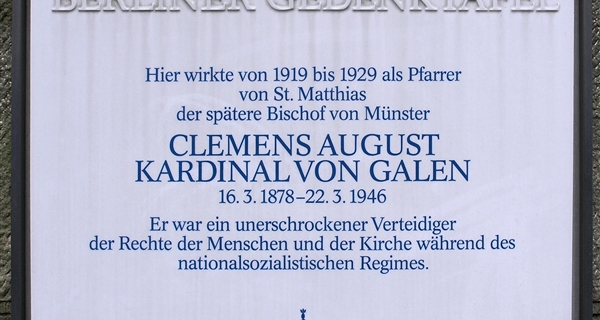 BERLINER GEDENKTAFEL
Hier wirkte von 1919 bis 1929 als Pfarrer
von St. Matthias
der spätere Bischof von Münster
CLEMENS AUGUST
KARDINAL VON GALEN
16. 3. 1878–22. 3. 1946
Er war ein unerschrockener Verteidiger
der Rechte der Menschen und der Kirche während des
nationalsozialistischen Regimes.